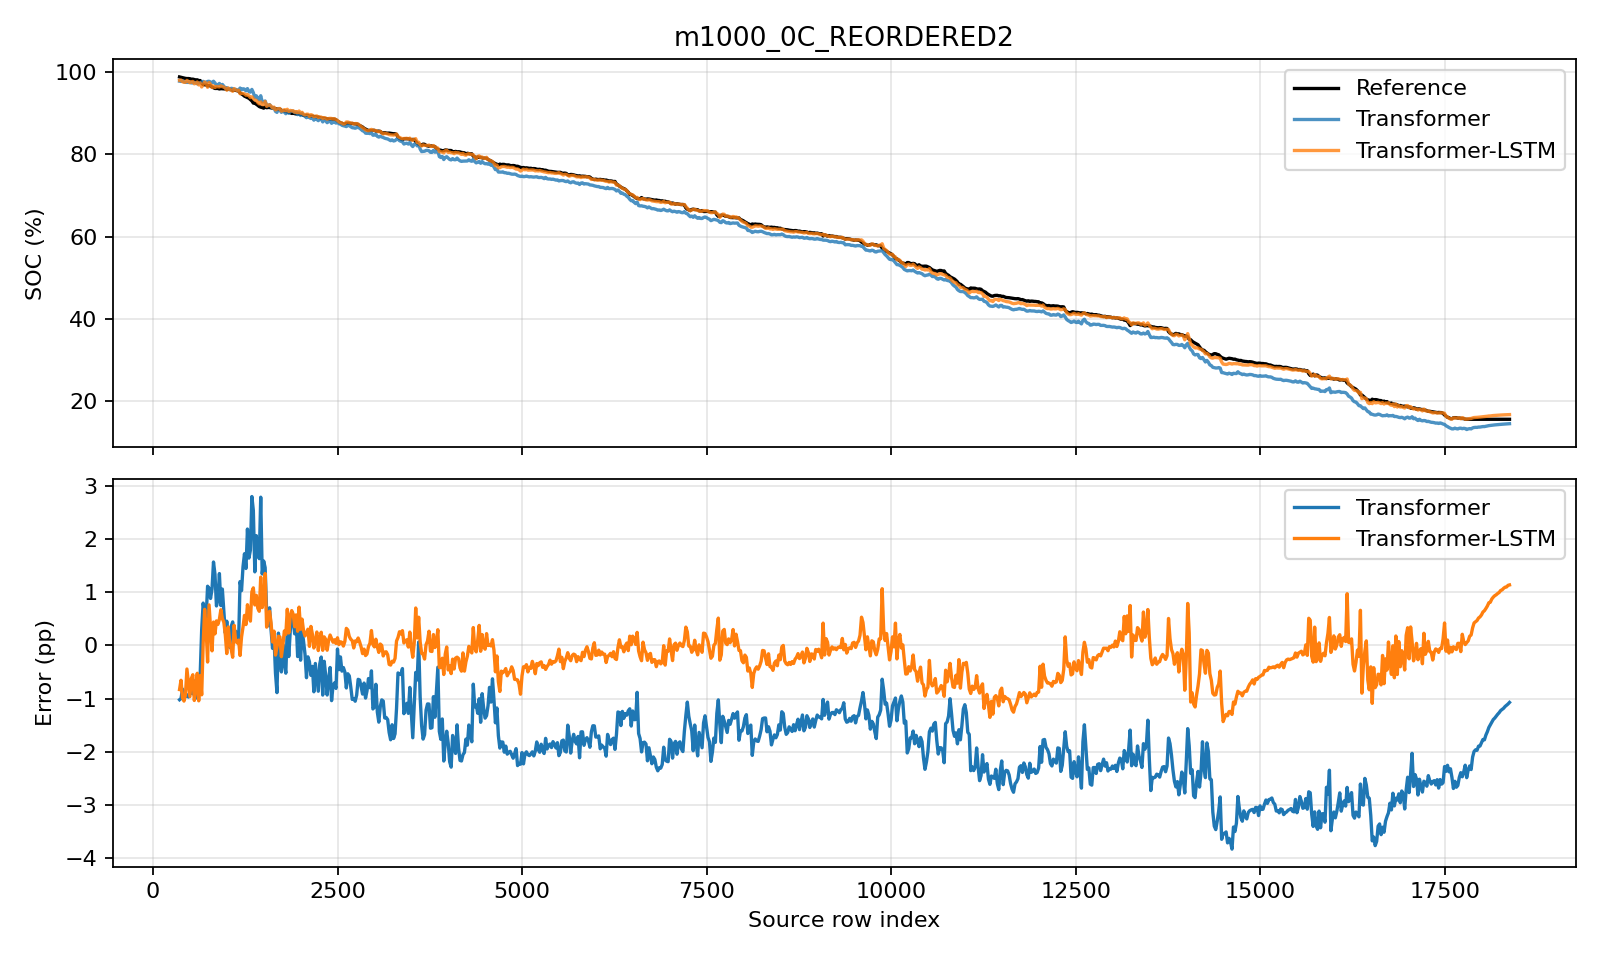 m1000_0C_REORDERED2
100
80
60
40
20
SOC (%)
Reference
Transformer
Transformer-LSTM
3
2
1
0
−1
−2
−3
−4
Error (pp)
Transformer
Transformer-LSTM
0
2500
5000
7500
10000
12500
15000
17500
Source row index